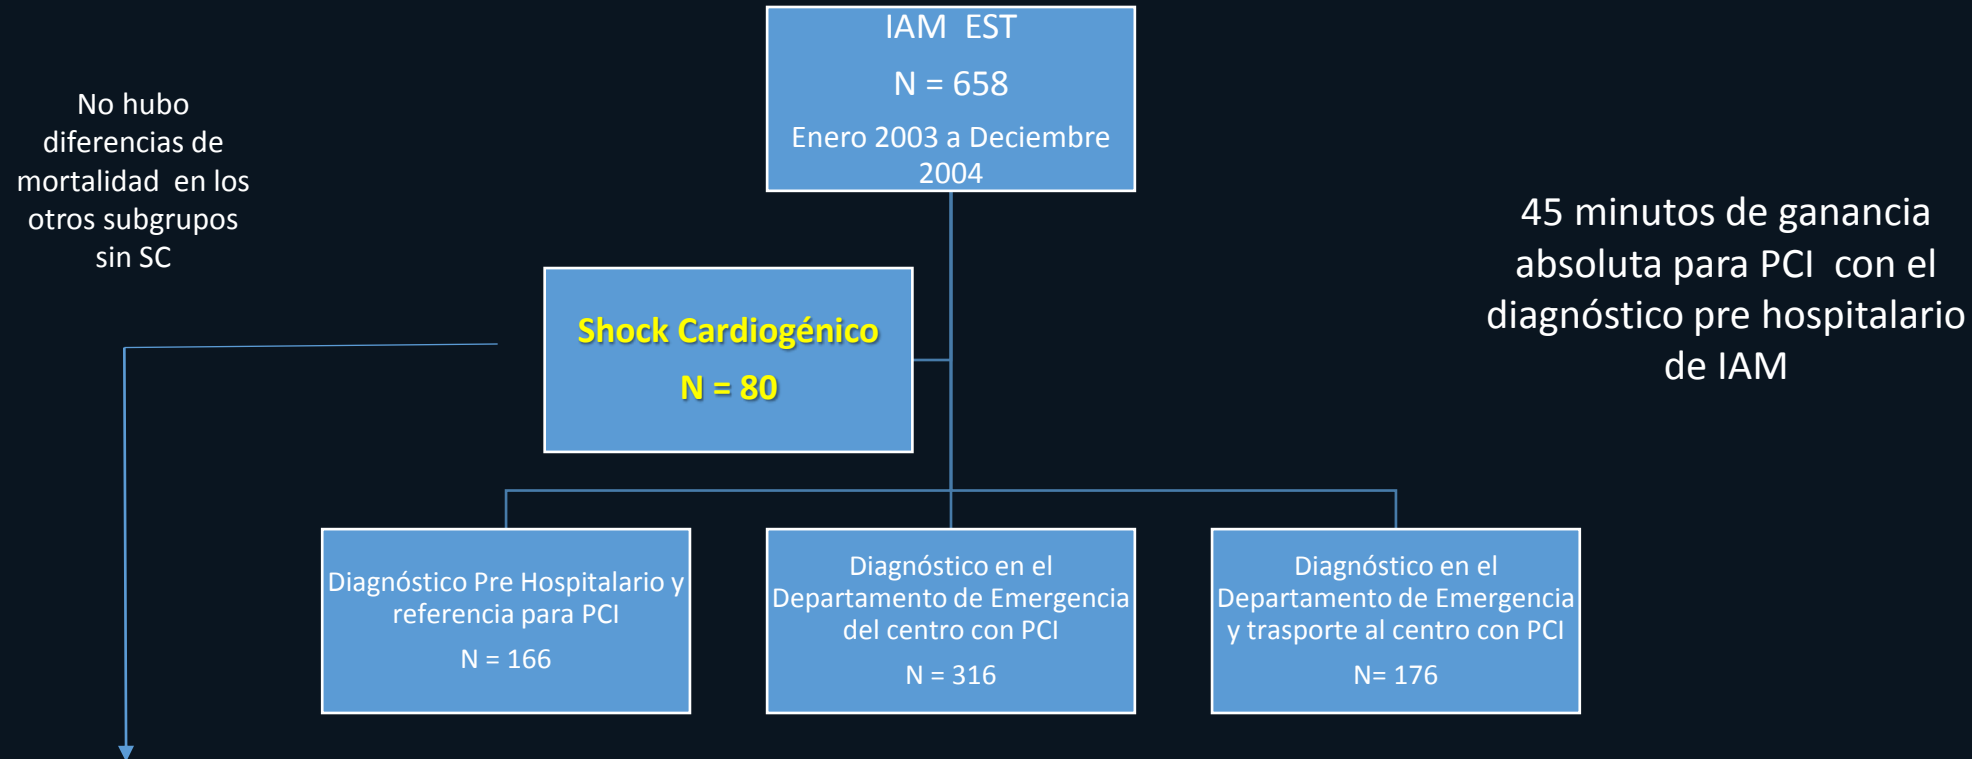 IAM EST
N = 658
Enero 2003 a Deciembre
2004
No hubo
diferencias de
mortalidad en los
otros subgrupos
sin SC
45 minutos de ganancia
absoluta para PCI con el
diagnóstico pre hospitalario
de IAM
Shock Cardiogénico
N = 80
Diagnóstico Pre Hospitalario y
referencia para PCI
N = 166
Diagnóstico en el
Departamento de Emergencia
del centro con PCI
N = 316
Diagnóstico en el
Departamento de Emergencia
y trasporte al centro con PCI
N= 176